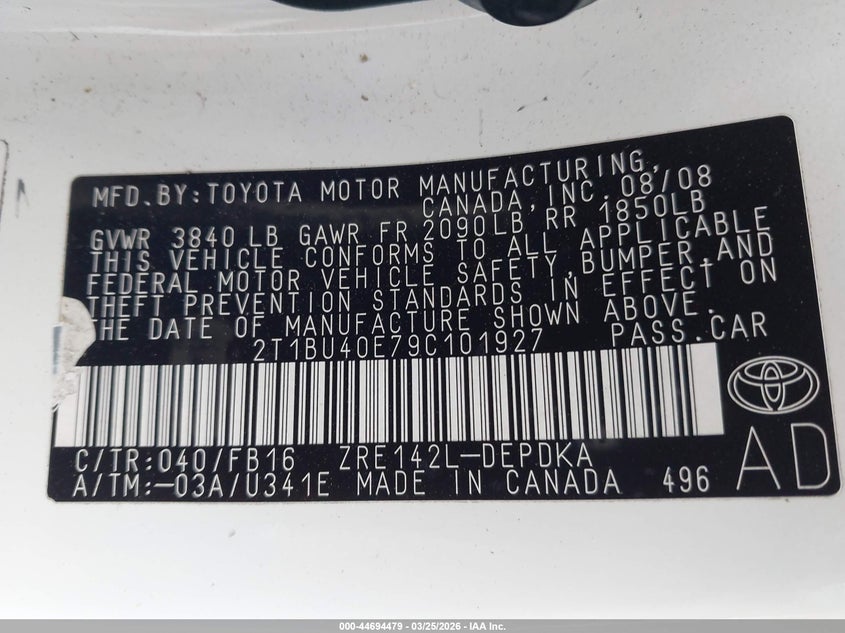 MFD.BY:TOYOTA MOTOR MANUFACTURING,
CANADA,INC. 08/08
GVWR 3840 LB GAWR FR 2090LB RR 1850LB
THIS VEHICLE CONFORMS TO ALL APPLICABLE
FEDERAL MOTOR VEHICLE SAFETY,BUMPER,AND
THEFT PREVENTION STANDARDS IN EFFECT ON
THE DATE OF MANUFACTURE SHOWN ABOVE.
2T1BU40E79C101927 PASS.CAR
C/TR:040/FB16 ZRE142L-DEPDKA
A/TM:-03A/U341E MADE IN CANADA 496
AD
000-44694479 - 03/25/2026 - IAA Inc.